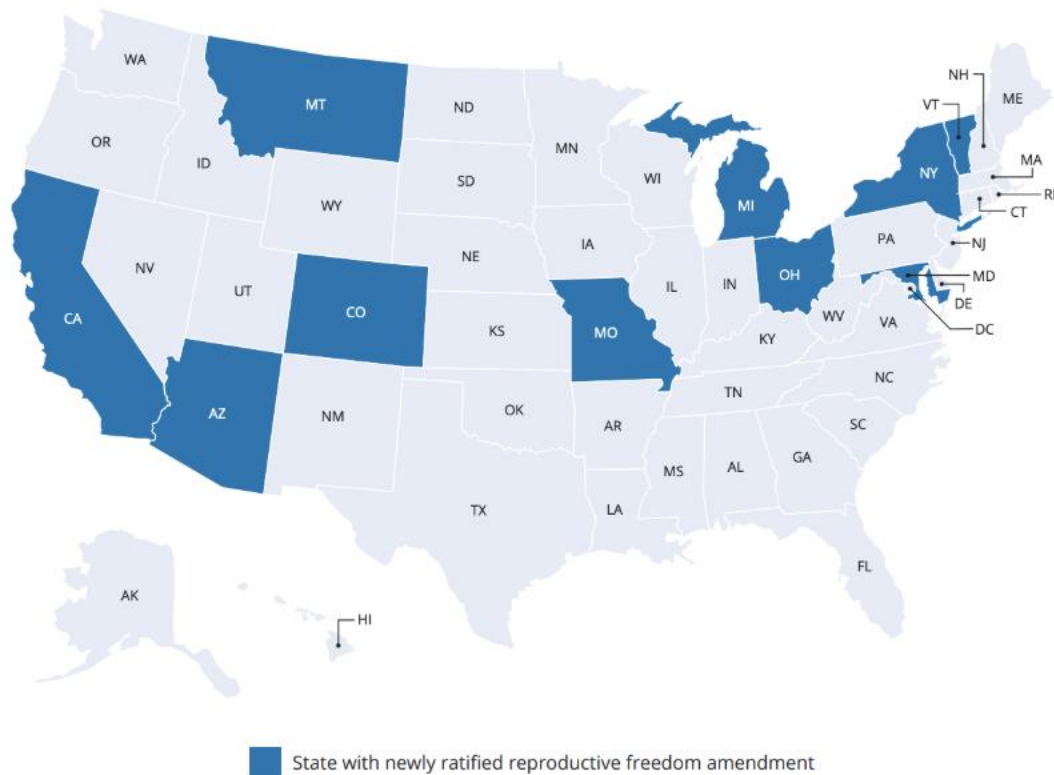 WA
MT
ND
MN
NH
VT
ME
OR
ID
SD
WI
MI
NY
MA
RI
CT
WY
IA
PA
NJ
NE
NV
UT
CO
CA
KS
MO
IL
IN
OH
MD
DE
DC
WV
VA
KY
NC
TN
AZ
NM
OK
AR
SC
MS
AL
GA
TX
LA
FL
AK
HI
State with newly ratified reproductive freedom amendment